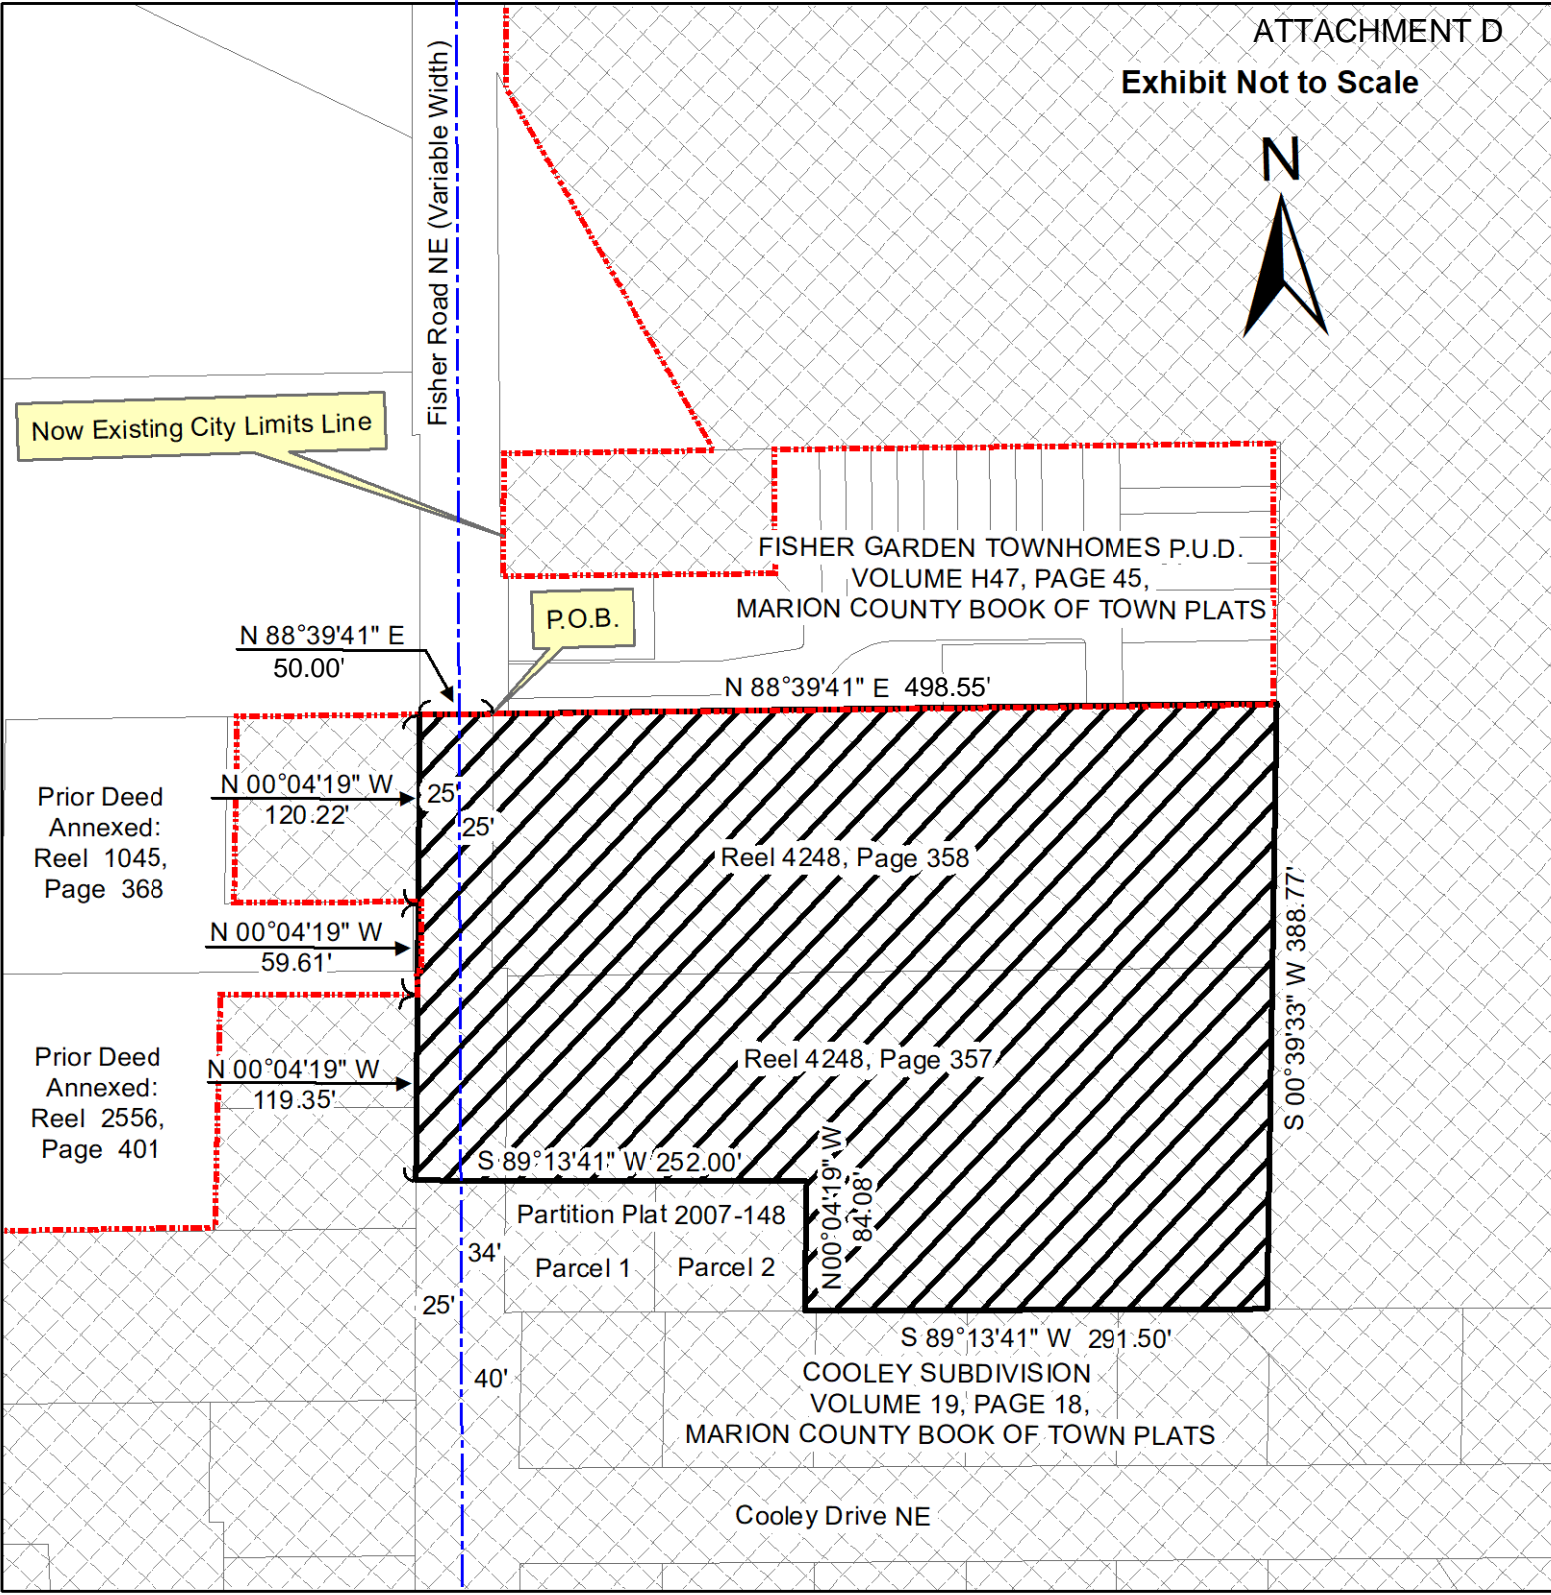 ATTACHMENT D
Exhibit Not to Scale
N
Fisher Road NE (Variable Width)
Now Existing City Limits Line
FISHER GARDEN TOWNHOMES P.U.D.
VOLUME H47, PAGE 45,
MARION COUNTY BOOK OF TOWN PLATS
P.O.B.
N 88°39'41" E
50.00'
N 88°39'41" E 498.55'
Prior Deed
Annexed:
Reel 1045,
Page 368
N 00°04'19" W
120.22'
25'
25'
Reel 4248, Page 358
N 00°04'19" W
59.61'
S 00°39'33" W 388.77'
Prior Deed
Annexed:
Reel 2556,
Page 401
N 00°04'19" W
119.35'
Reel 4248, Page 357
S 89°13'41" W 252.00'
N00°04'19" W
84.08'
Partition Plat 2007-148
Parcel 1
Parcel 2
34'
25'
40'
S 89°13'41" W 291.50'
COOLEY SUBDIVISION
VOLUME 19, PAGE 18,
MARION COUNTY BOOK OF TOWN PLATS
Cooley Drive NE